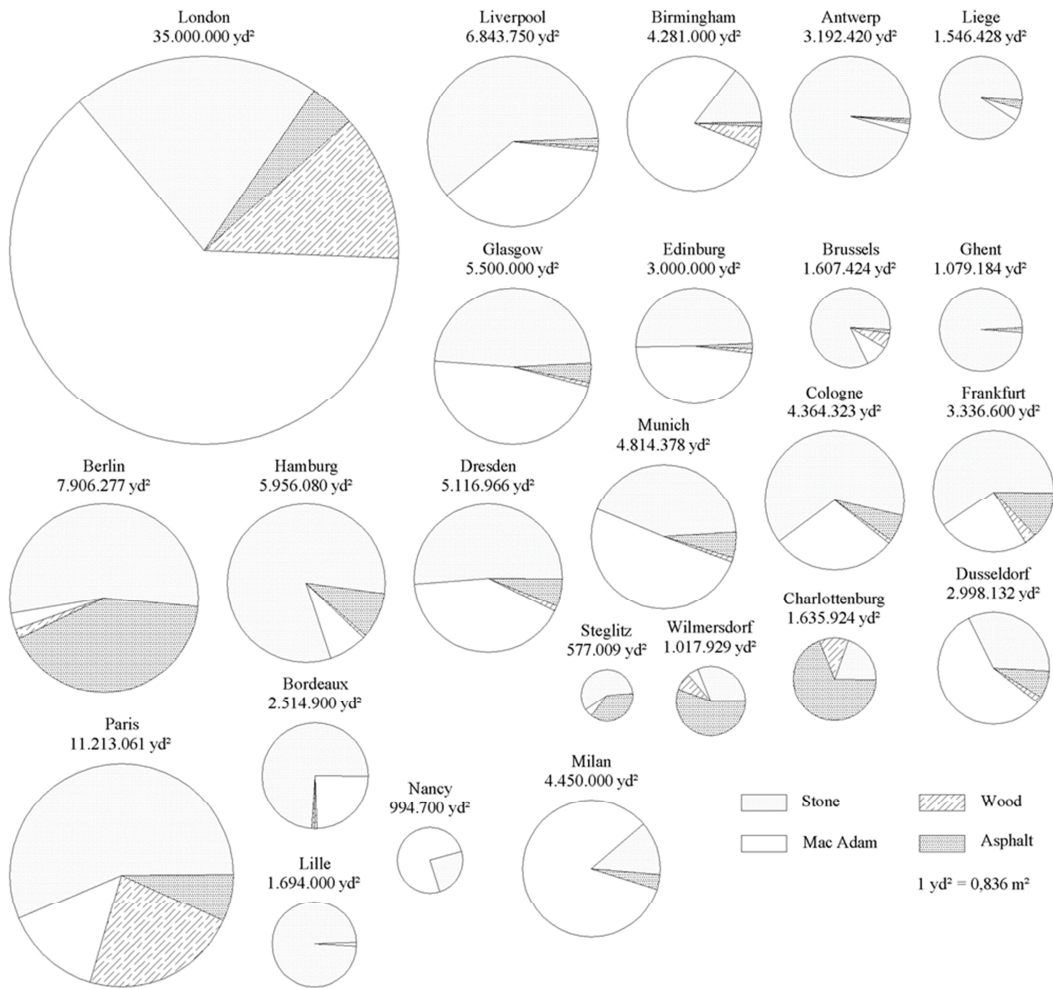 London
35.000.000 yd²
Liverpool
6.843.750 yd²
Birmingham
4.281.000 yd²
Antwerp
3.192.420 yd²
Liege
1.546.428 yd²
Glasgow
5.500.000 yd²
Edinburg
3.000.000 yd²
Brussels
1.607.424 yd²
Ghent
1.079.184 yd²
Cologne
4.364.323 yd²
Frankfurt
3.336.600 yd²
Munich
4.814.378 yd²
Berlin
7.906.277 yd²
Hamburg
5.956.080 yd²
Dresden
5.116.966 yd²
Dusseldorf
2.998.132 yd²
Charlottenburg
1.635.924 yd²
Steglitz
577.009 yd²
Wilmersdorf
1.017.929 yd²
Bordeaux
2.514.900 yd²
Paris
11.213.061 yd²
Nancy
994.700 yd²
Milan
4.450.000 yd²
Lille
1.694.000 yd²
Stone
Wood
Mac Adam
Asphalt
1 yd² = 0,836 m²